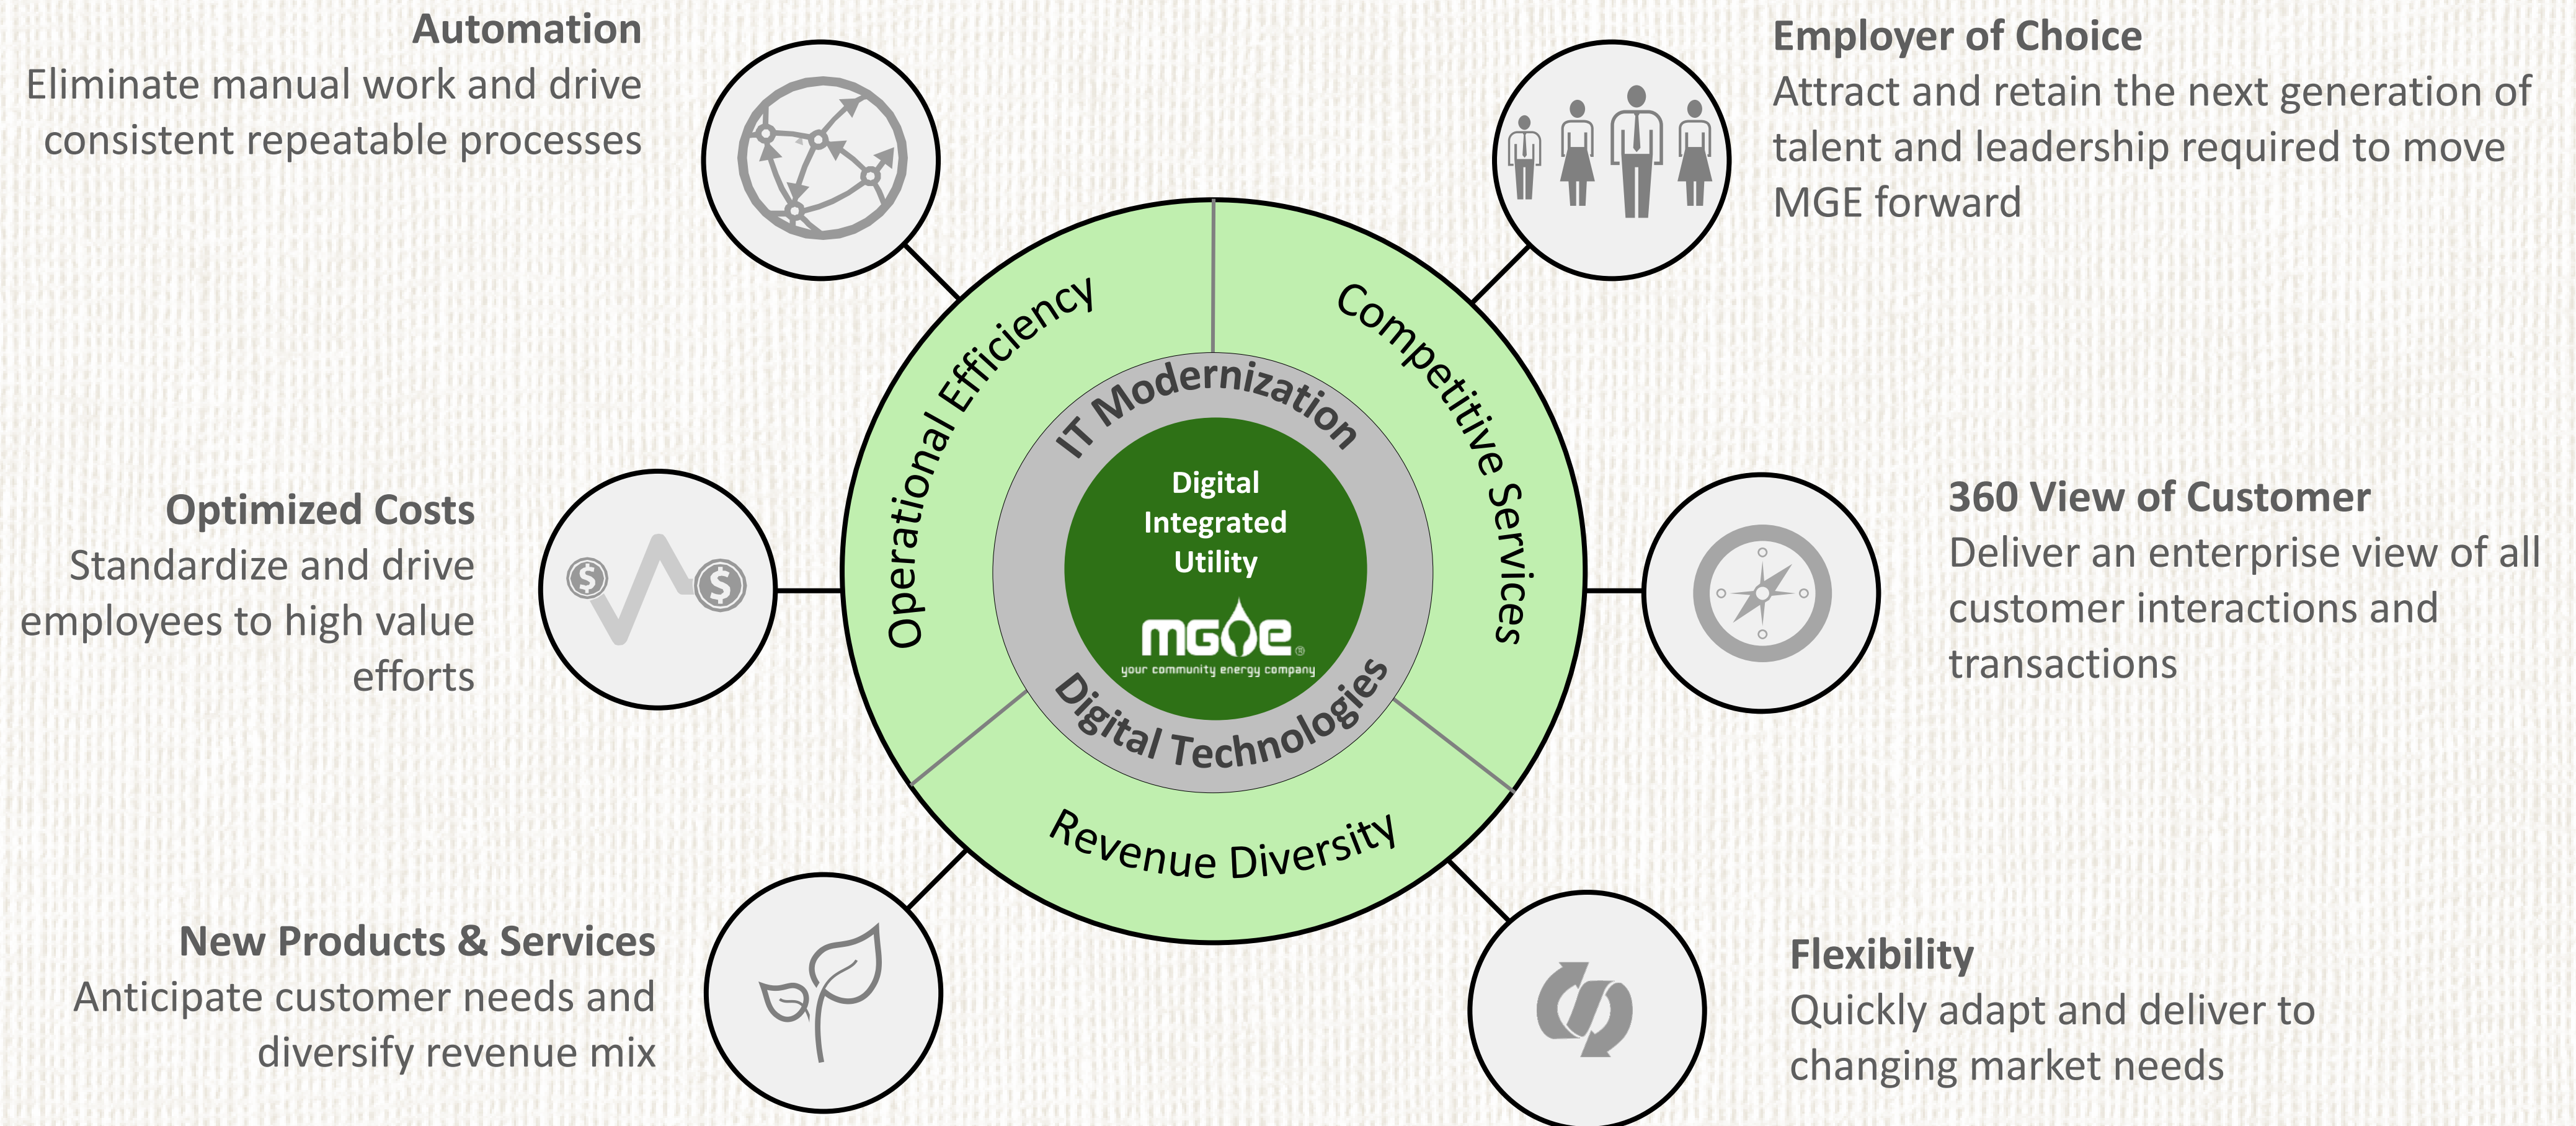 Automation
Eliminate manual work and drive
consistent repeatable processes
Employer of Choice
Attract and retain the next generation of
talent and leadership required to move
MGE forward
Operational Efficiency
Competitive Services
IT Modernization
Digital
Integrated
Utility
mge®
your community energy company
Digital Technologies
Revenue Diversity
Optimized Costs
Standardize and drive
employees to high value
efforts
$ $
360 View of Customer
Deliver an enterprise view of all
customer interactions and
transactions
New Products & Services
Anticipate customer needs and
diversify revenue mix
Flexibility
Quickly adapt and deliver to
changing market needs